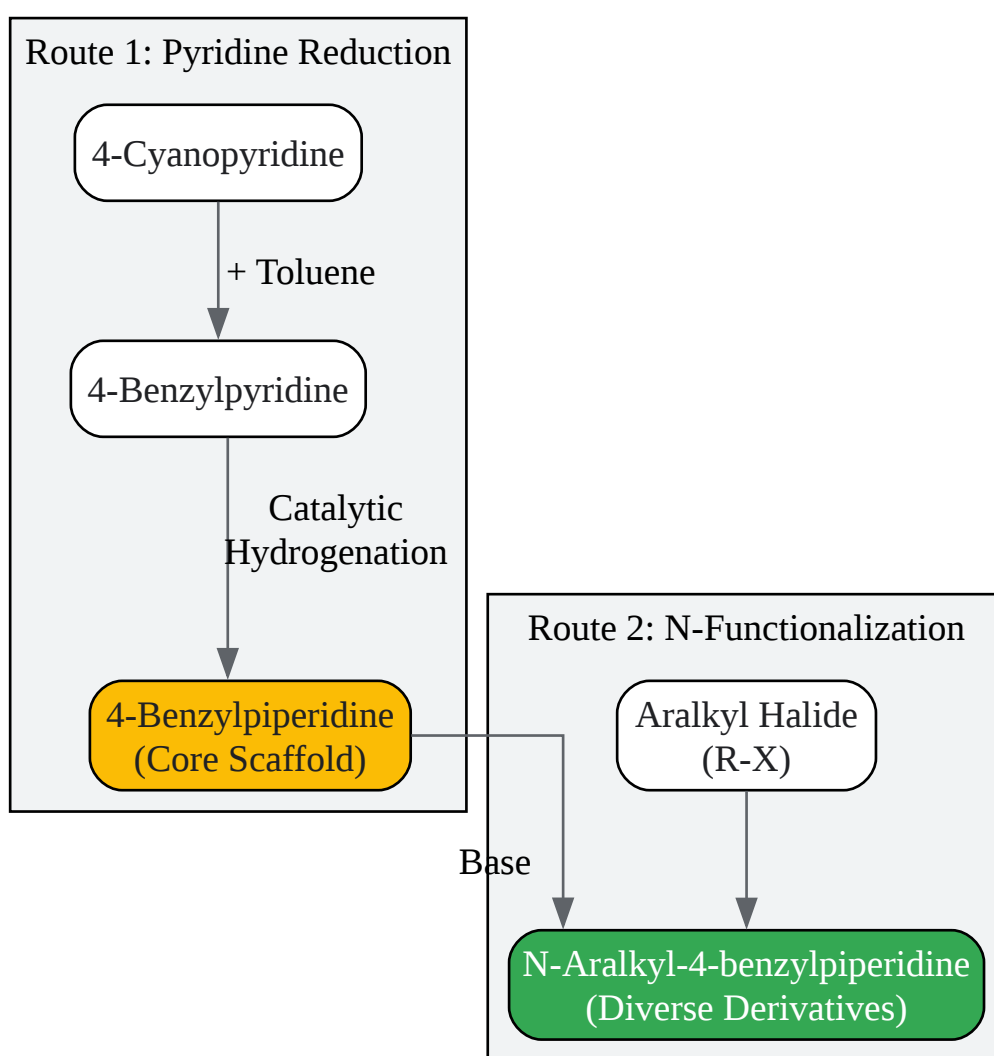 Route 1: Pyridine Reduction
4-Cyanopyridine
+ Toluene
4-Benzylpyridine
Catalytic
Hydrogenation
4-Benzylpiperidine
(Core Scaffold)
Route 2: N-Functionalization
Aralkyl Halide
(R-X)
Base
N-Aralkyl-4-benzylpiperidine
(Diverse Derivatives)